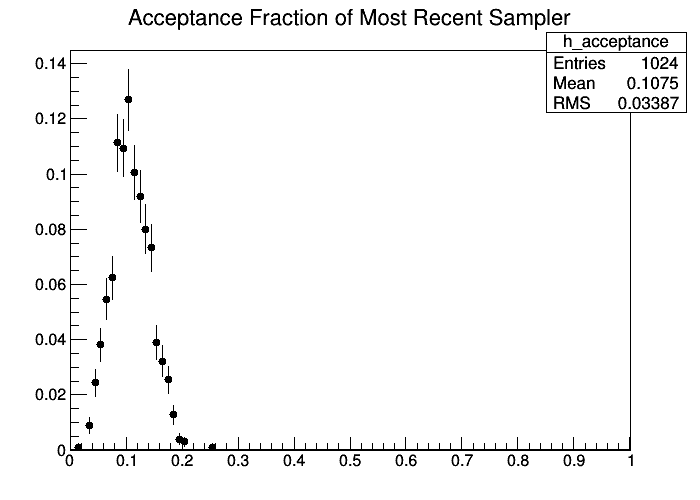 Acceptance Fraction of Most Recent Sampler
h_acceptance
Entries 1024
Mean 0.1075
RMS 0.03387
0.14
0.12
0.1
0.08
0.06
0.04
0.02
0
0 0.1 0.2 0.3 0.4 0.5 0.6 0.7 0.8 0.9 1